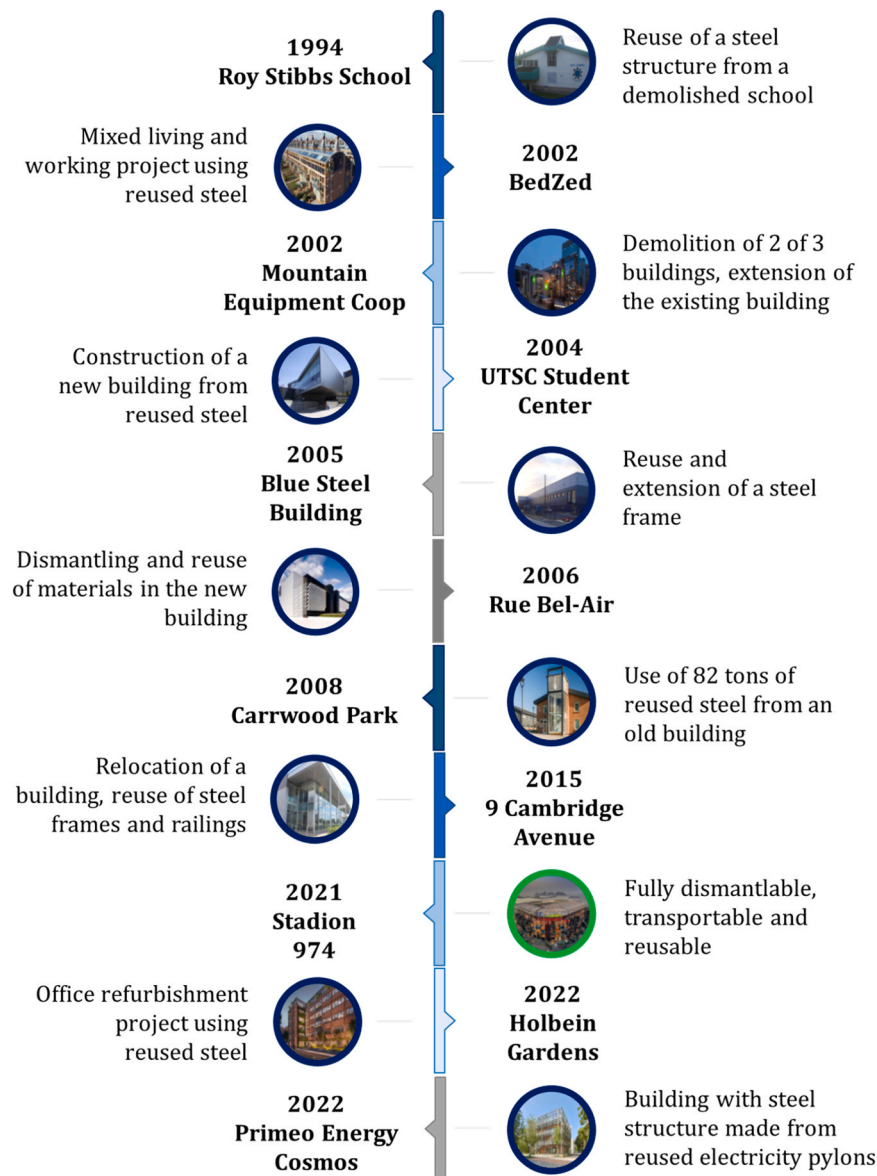 1994
Roy Stibbs School
Reuse of a steel
structure from a
demolished school
Mixed living and
working project using
reused steel
2002
BedZed
2002
Mountain
Equipment Coop
Demolition of 2 of 3
buildings, extension of
the existing building
Construction of a
new building from
reused steel
2004
UTSC Student
Center
2005
Blue Steel
Building
Reuse and
extension of a steel
frame
Dismantling and reuse
of materials in the new
building
2006
Rue Bel-Air
2008
Carrwood Park
Use of 82 tons of
reused steel from an
old building
Relocation of a
building, reuse of steel
frames and railings
2015
9 Cambridge
Avenue
2021
Stadion
974
Fully dismantlable,
transportable and
reusable
Office refurbishment
project using
reused steel
2022
Holbein
Gardens
2022
Primeo Energy
Cosmos
Building with steel
structure made from
reused electricity pylons